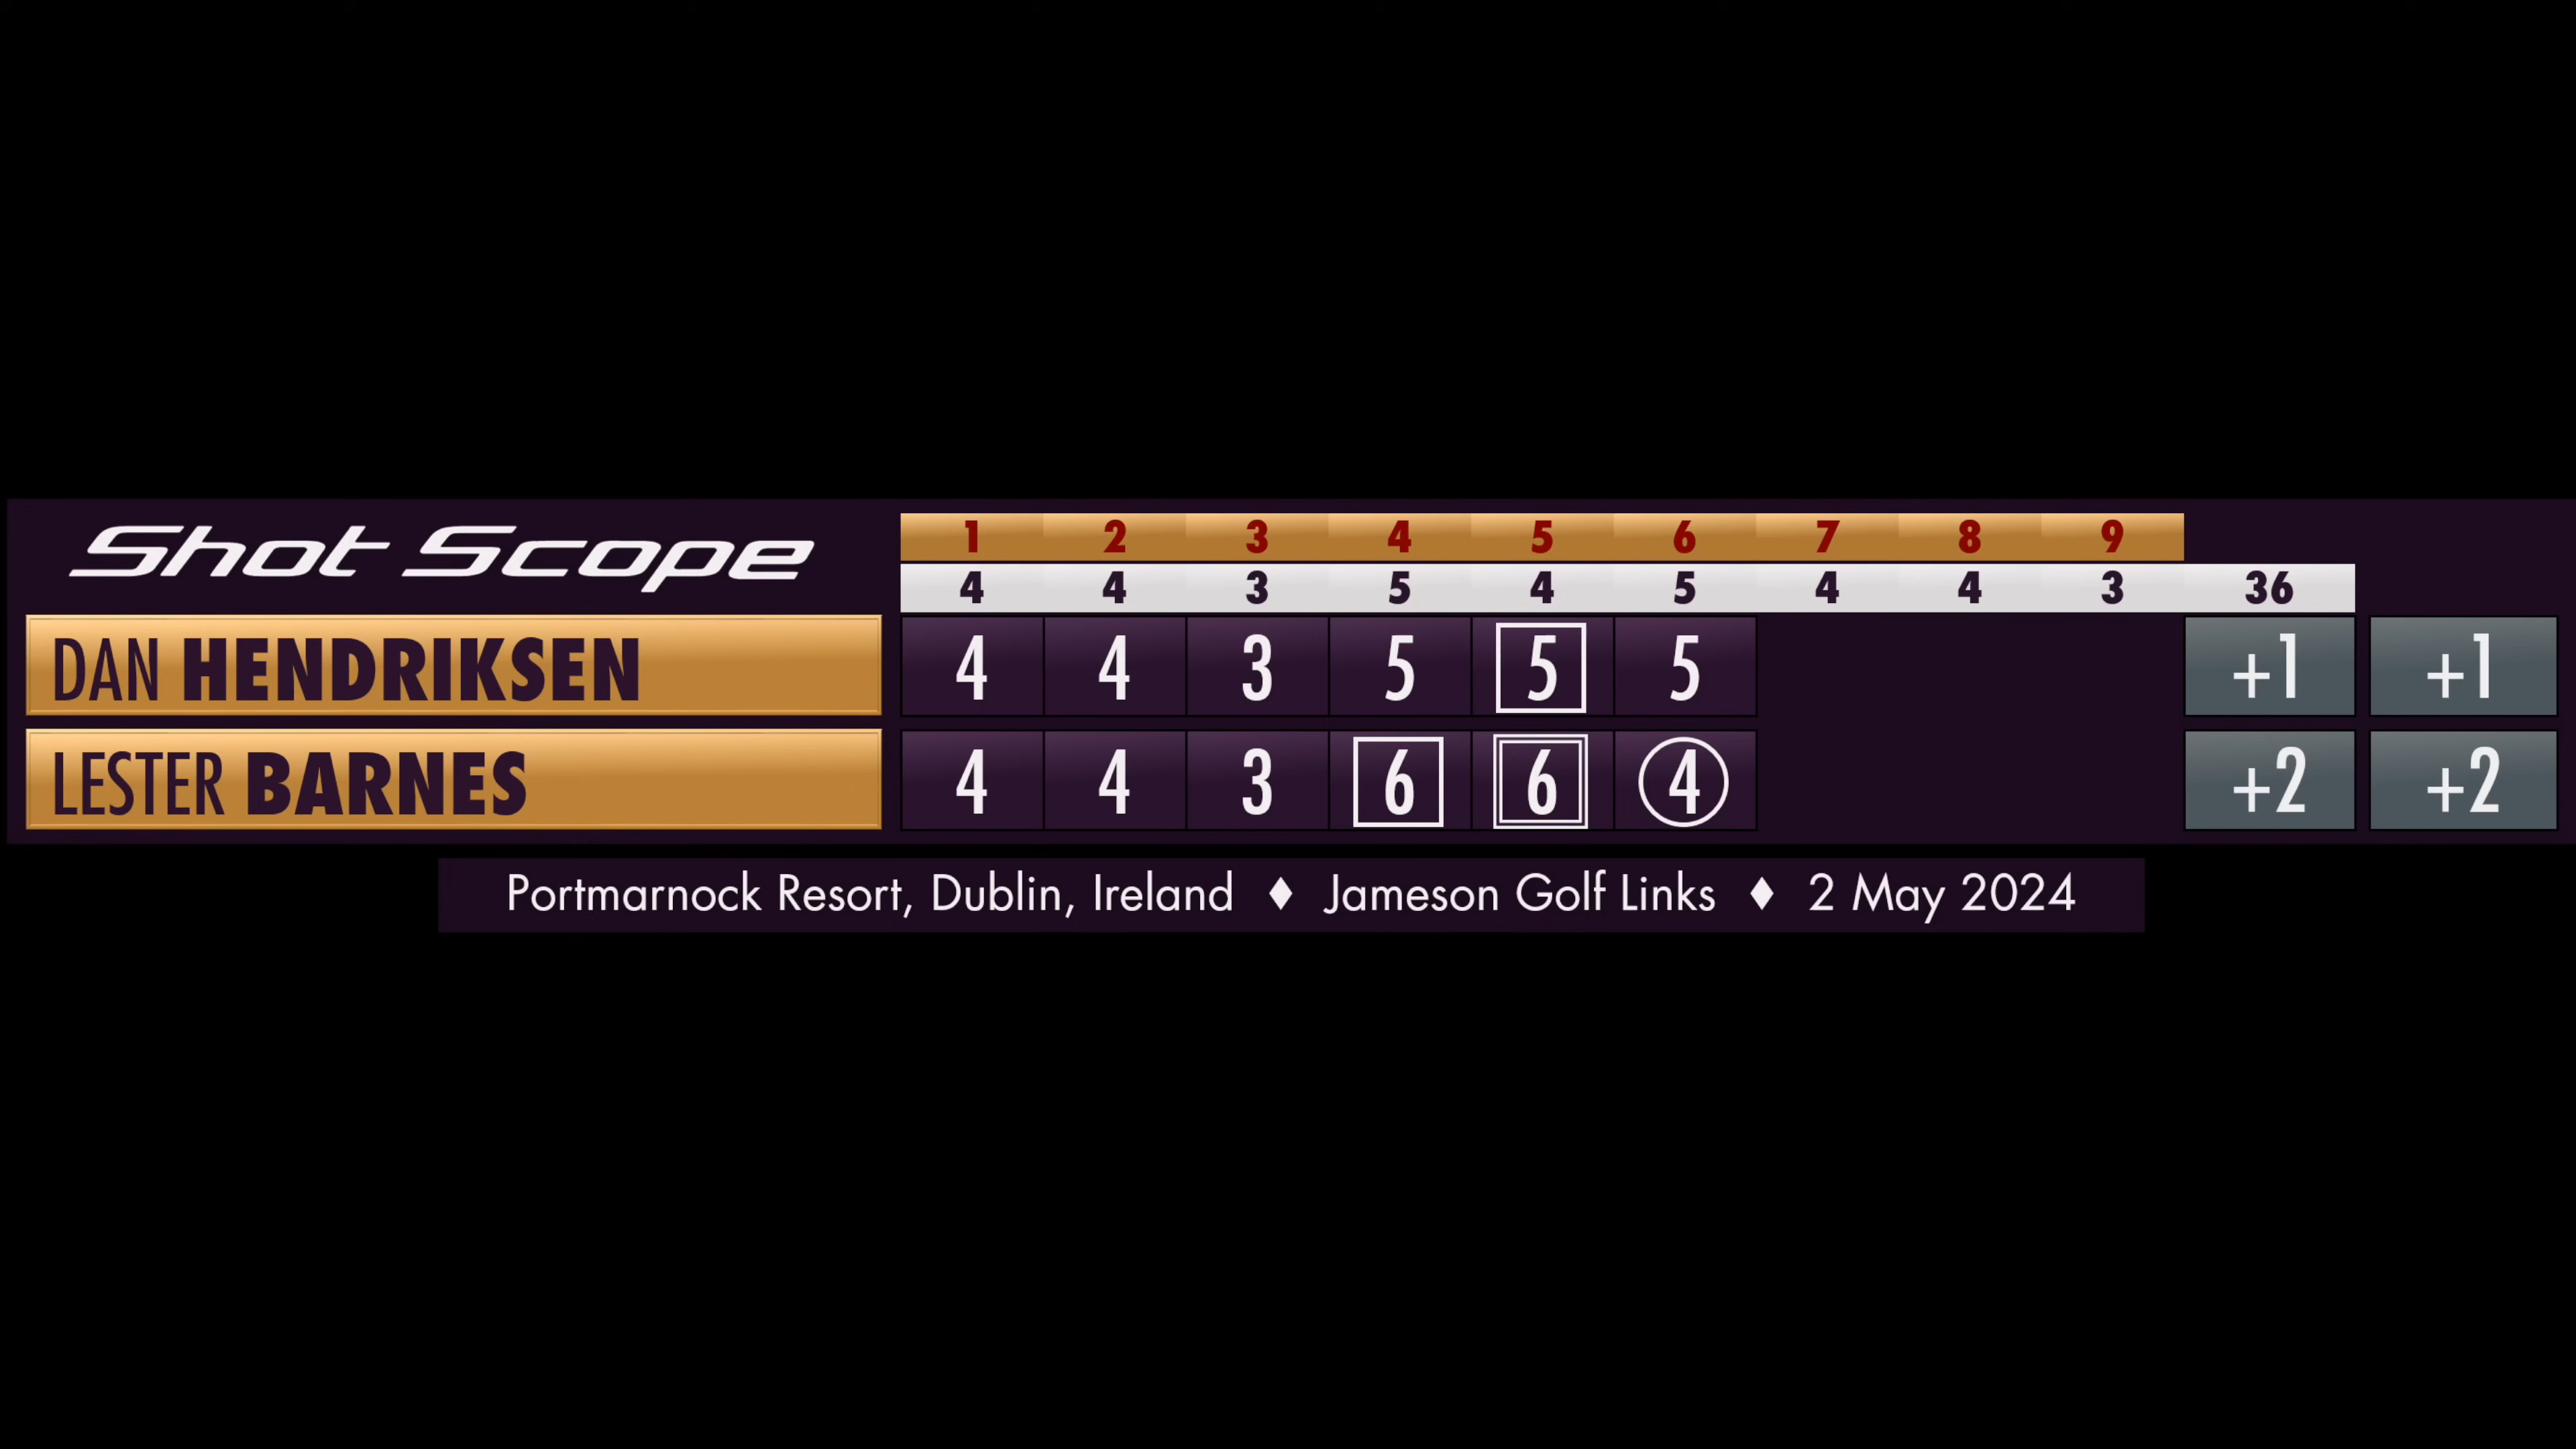 Shot Scope
1 2 3 4 5 6 7 8 9
4 4 3 5 4 5 4 4 3 36
DAN HENDRIKSEN 4 4 3 5 5 5 +1 +1
LESTER BARNES 4 4 3 6 6 4 +2 +2
Portmarnock Resort, Dublin, Ireland ♦ Jameson Golf Links ♦ 2 May 2024